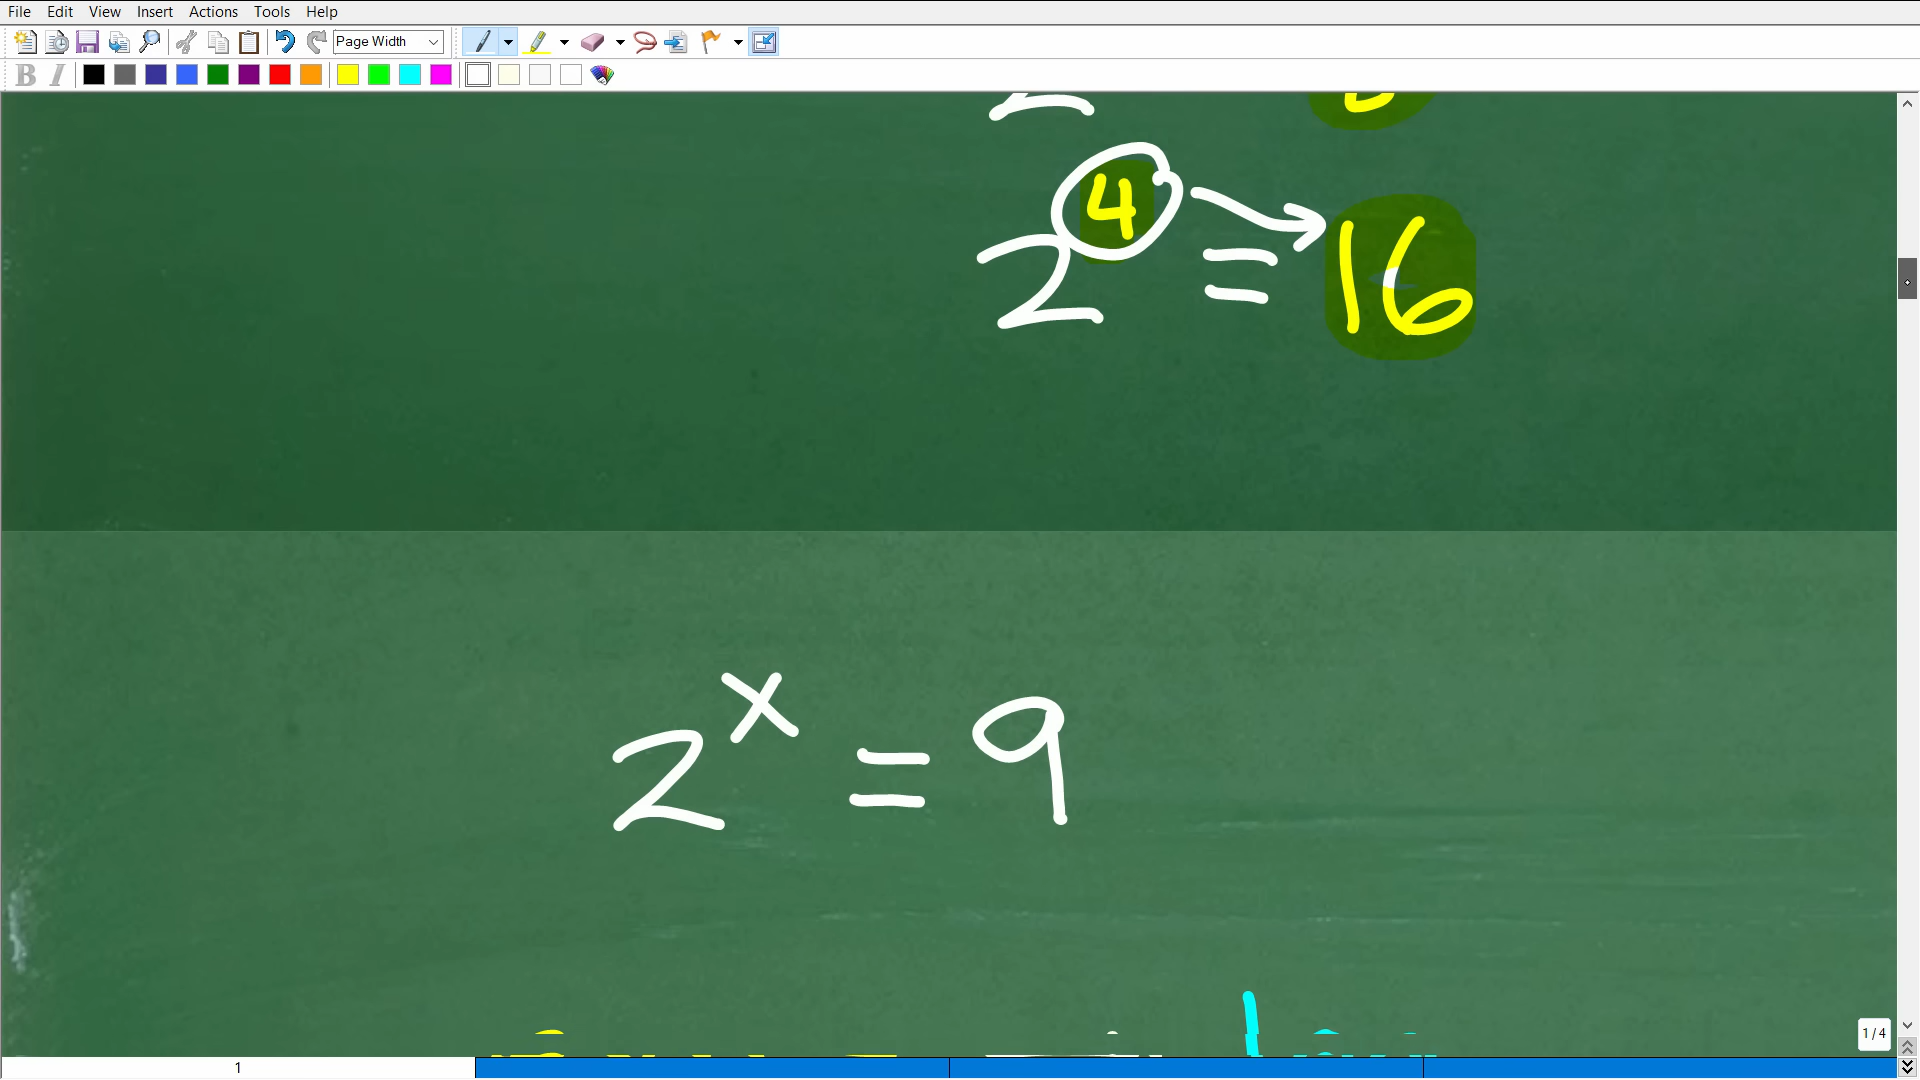 File Edit View Insert Actions Tools Help
Page Width
B I
2⁴ = 16
2ˣ = 9
1 / 4
1